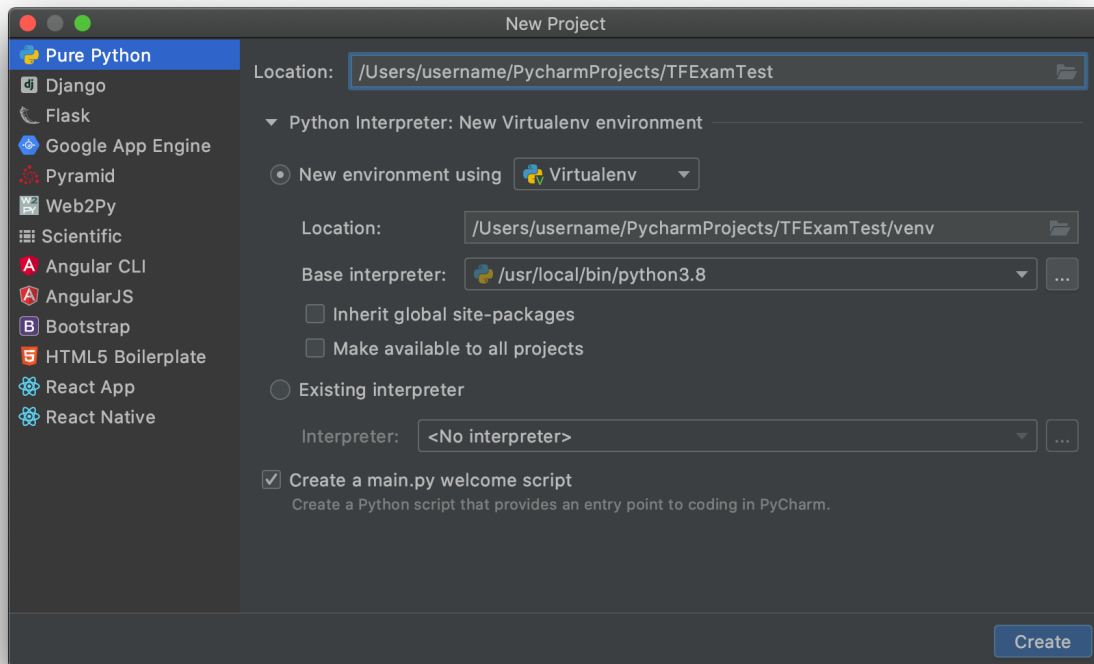 New Project
Pure Python
Django
Flask
Google App Engine
Pyramid
Web2Py
Scientific
Angular CLI
AngularJS
Bootstrap
HTML5 Boilerplate
React App
React Native
Location: /Users/username/PycharmProjects/TFExamTest
Python Interpreter: New Virtualenv environment
New environment using Virtualenv
Location: /Users/username/PycharmProjects/TFExamTest/venv
Base interpreter: /usr/local/bin/python3.8 ...
Inherit global site-packages
Make available to all projects
Existing interpreter
Interpreter: <No interpreter> ...
Create a main.py welcome script
Create a Python script that provides an entry point to coding in PyCharm.
Create